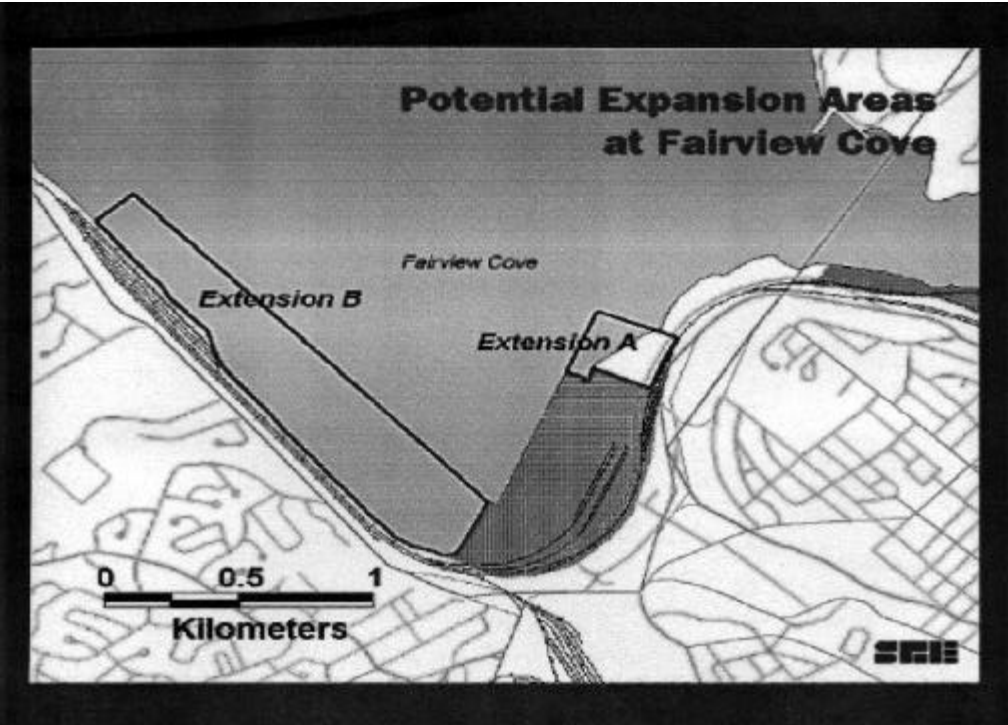 Potential Expansion Areas
at Fairview Cove
Fairview Cove
Extension B
Extension A
0 0.5 1
Kilometers